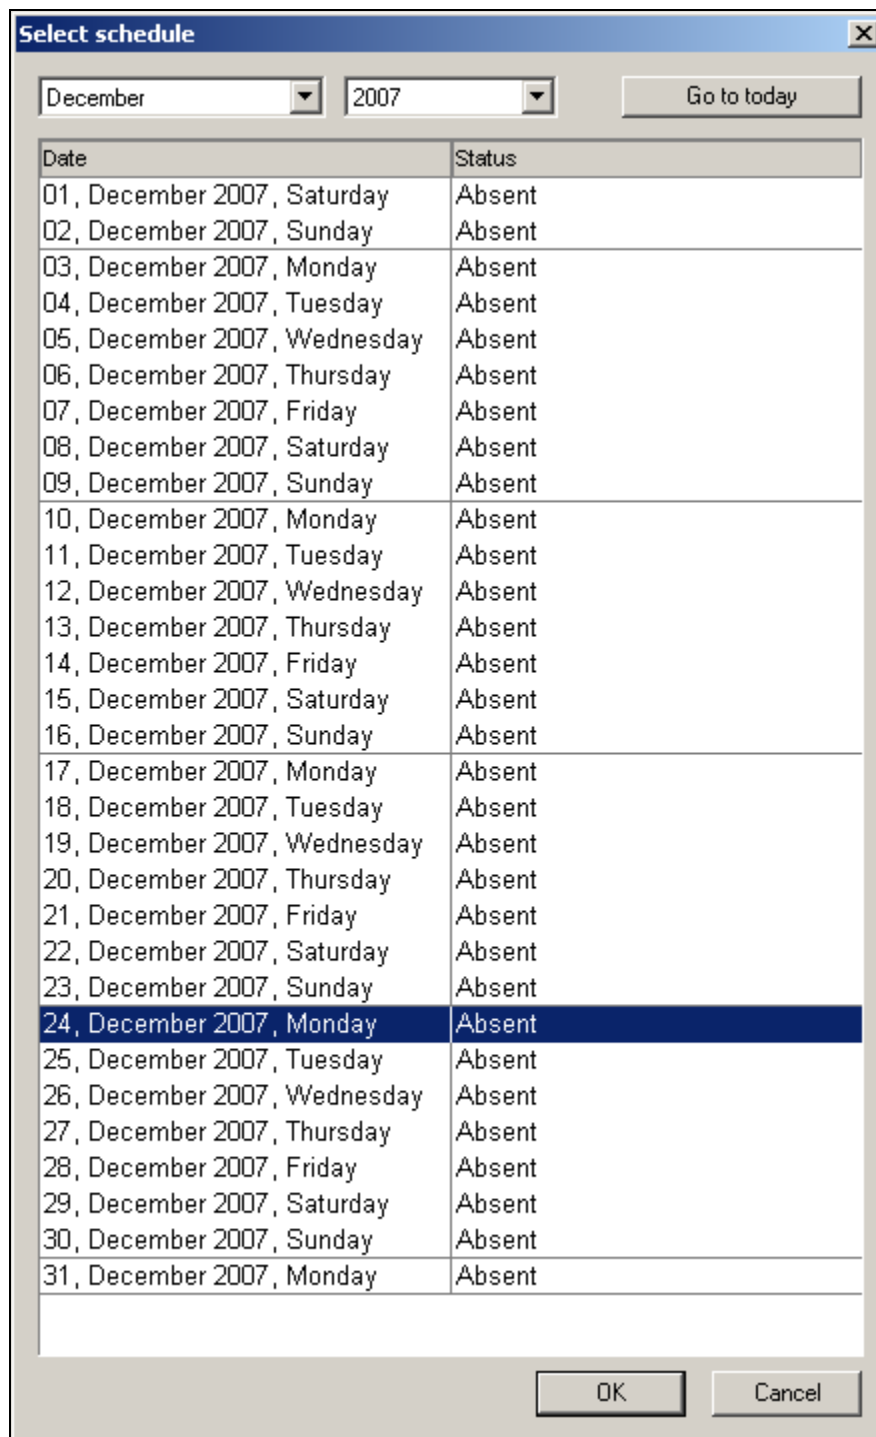 Select schedule
December 2007 Go to today
Date Status
01, December 2007, Saturday Absent
02, December 2007, Sunday Absent
03, December 2007, Monday Absent
04, December 2007, Tuesday Absent
05, December 2007, Wednesday Absent
06, December 2007, Thursday Absent
07, December 2007, Friday Absent
08, December 2007, Saturday Absent
09, December 2007, Sunday Absent
10, December 2007, Monday Absent
11, December 2007, Tuesday Absent
12, December 2007, Wednesday Absent
13, December 2007, Thursday Absent
14, December 2007, Friday Absent
15, December 2007, Saturday Absent
16, December 2007, Sunday Absent
17, December 2007, Monday Absent
18, December 2007, Tuesday Absent
19, December 2007, Wednesday Absent
20, December 2007, Thursday Absent
21, December 2007, Friday Absent
22, December 2007, Saturday Absent
23, December 2007, Sunday Absent
24, December 2007, Monday Absent
25, December 2007, Tuesday Absent
26, December 2007, Wednesday Absent
27, December 2007, Thursday Absent
28, December 2007, Friday Absent
29, December 2007, Saturday Absent
30, December 2007, Sunday Absent
31, December 2007, Monday Absent
OK Cancel